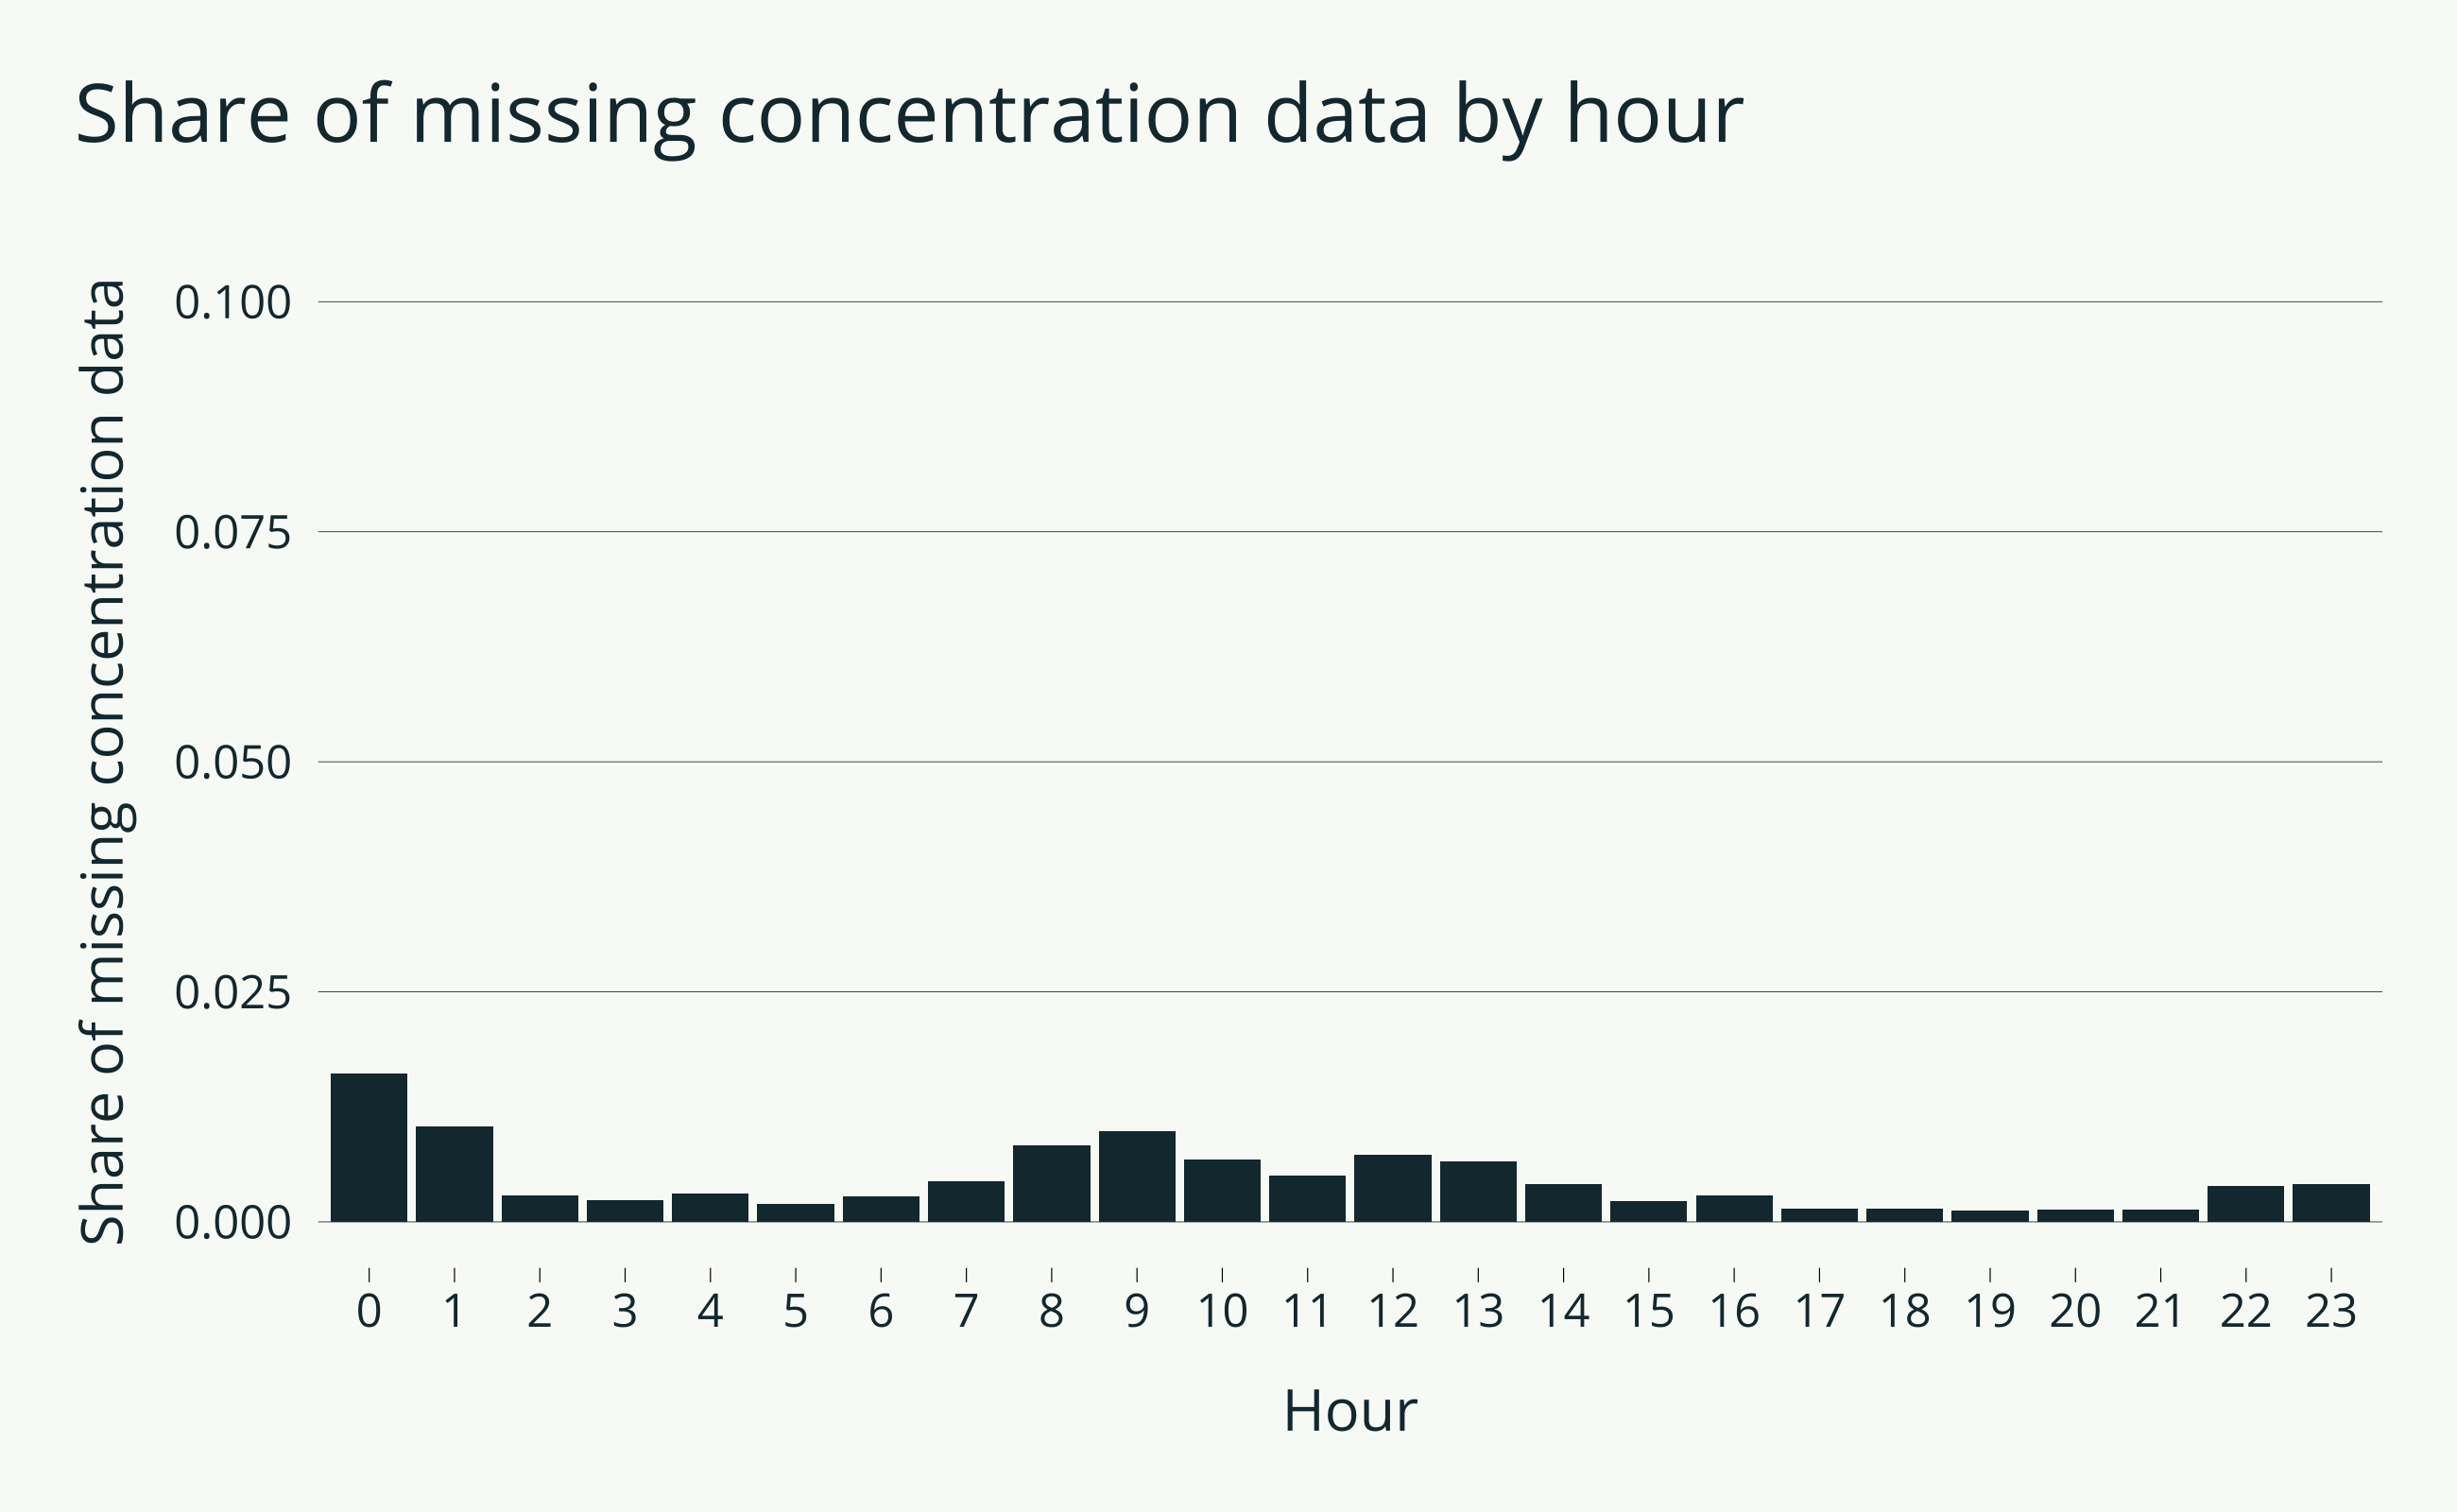 Share of missing concentration data by hour
Share of missing concentration data
0.100
0.075
0.050
0.025
0.000
0 1 2 3 4 5 6 7 8 9 10 11 12 13 14 15 16 17 18 19 20 21 22 23
Hour